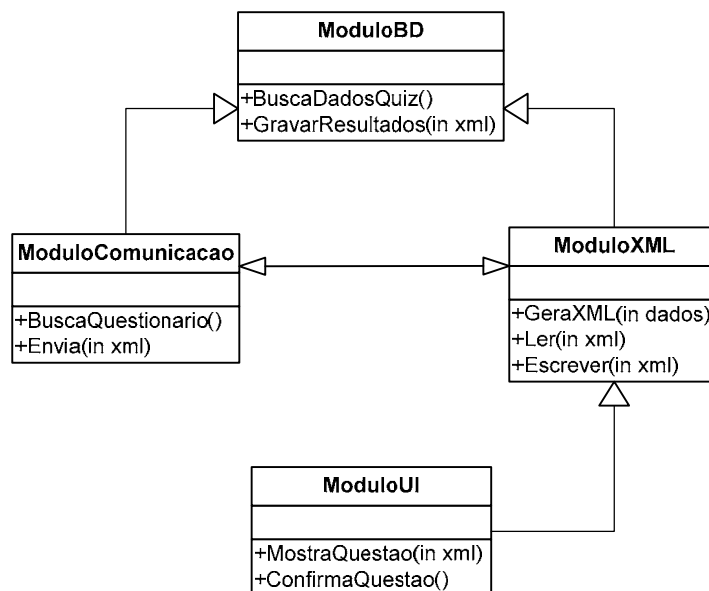 ModuloBD
+BuscaDadosQuiz()
+GravarResultados(in xml)
ModuloComunicacao
+BuscaQuestionario()
+Envia(in xml)
ModuloXML
+GeraXML(in dados)
+Ler(in xml)
+Escrever(in xml)
ModuloUI
+MostraQuestao(in xml)
+ConfirmaQuestao()